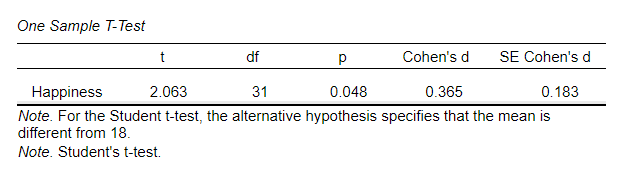 One Sample T-Test
t df p Cohen's d SE Cohen's d
Happiness 2.063 31 0.048 0.365 0.183
Note. For the Student t-test, the alternative hypothesis specifies that the mean is
different from 18.
Note. Student's t-test.